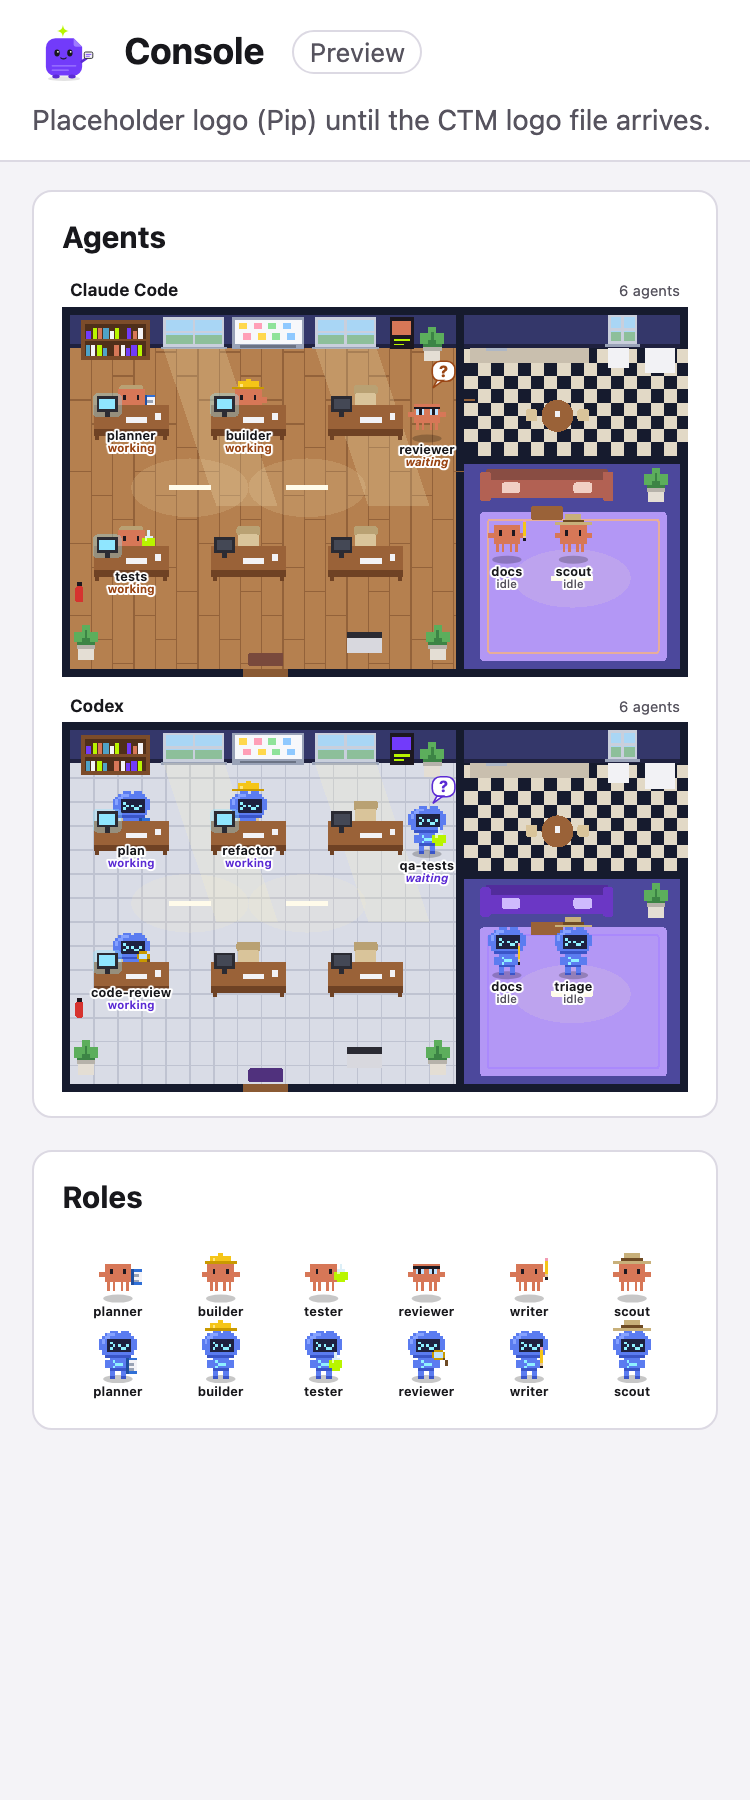 Console
Preview
Placeholder logo (Pip) until the CTM logo file arrives.
Agents
Claude Code
6 agents
?
planner
working
builder
working
reviewer
waiting
tests
working
docs
idle
scout
idle
Codex
6 agents
?
plan
working
refactor
working
qa-tests
waiting
code-review
working
docs
idle
triage
idle
Roles
planner
builder
tester
reviewer
writer
scout
planner
builder
tester
reviewer
writer
scout